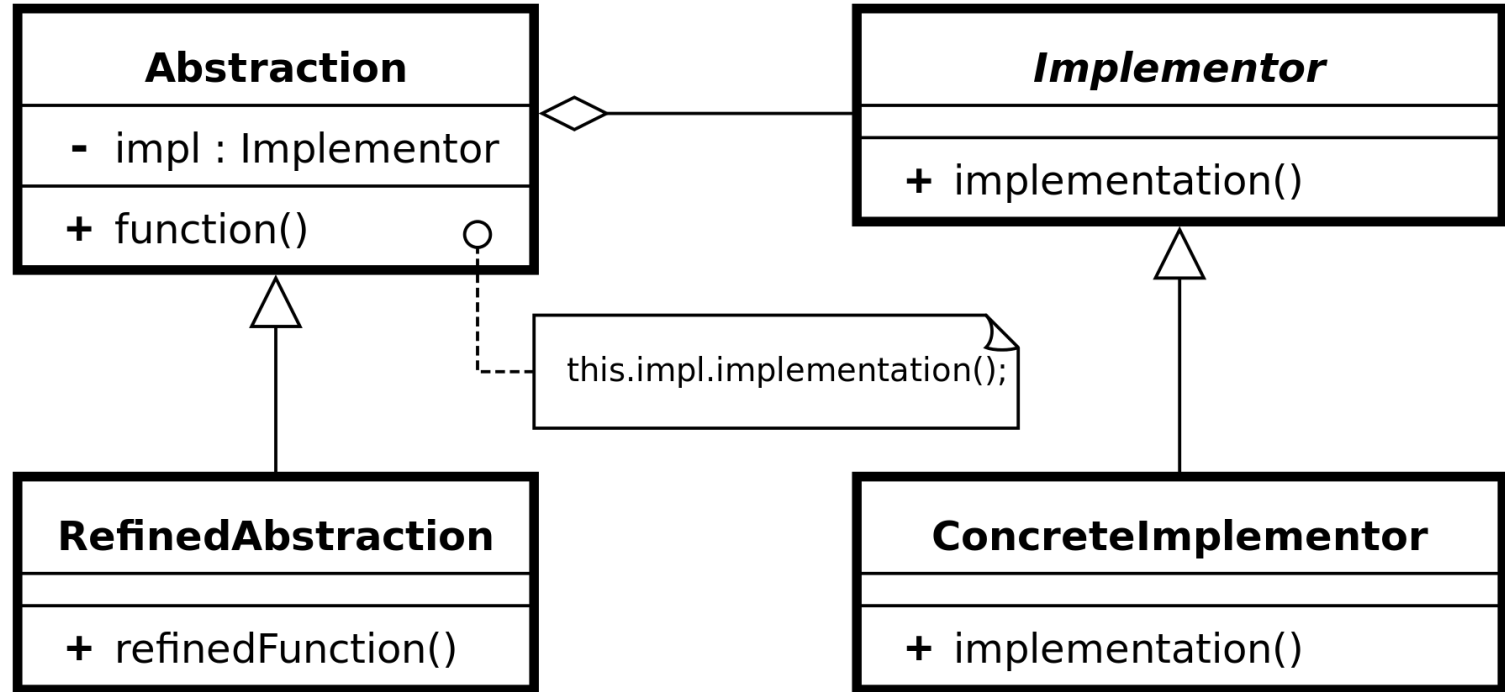 Abstraction
- impl : Implementor
+ function()
Implementor
+ implementation()
this.impl.implementation();
RefinedAbstraction
+ refinedFunction()
ConcreteImplementor
+ implementation()